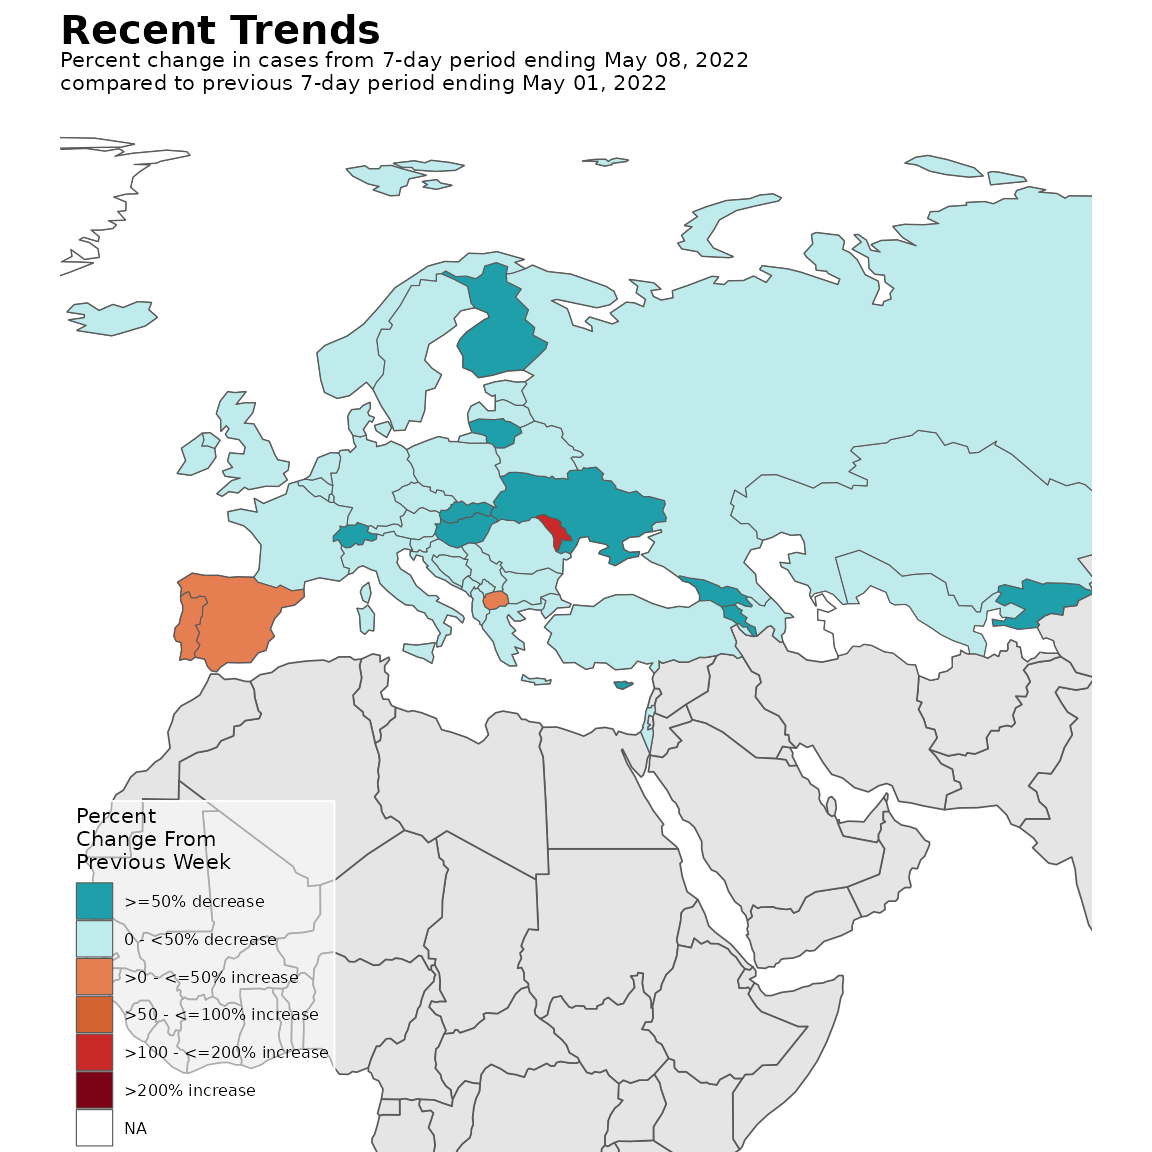 Recent Trends
Percent change in cases from 7-day period ending May 08, 2022
compared to previous 7-day period ending May 01, 2022
Percent
Change From
Previous Week
>=50% decrease
0 - <50% decrease
>0 - <=50% increase
>50 - <=100% increase
>100 - <=200% increase
>200% increase
NA